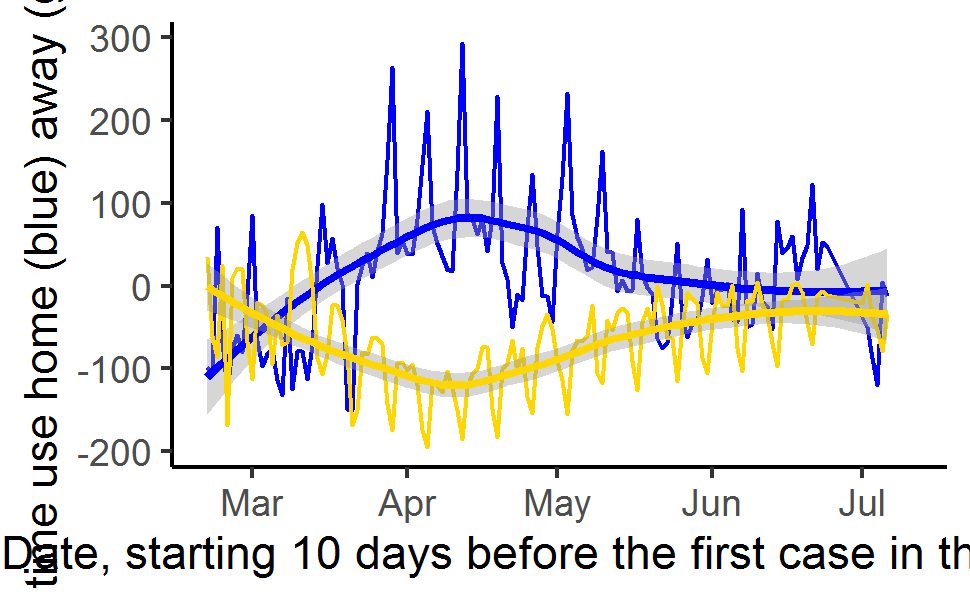 time use home (blue) away (
300
200
100
0
-100
-200
Mar Apr May Jun Jul
Date, starting 10 days before the first case in th